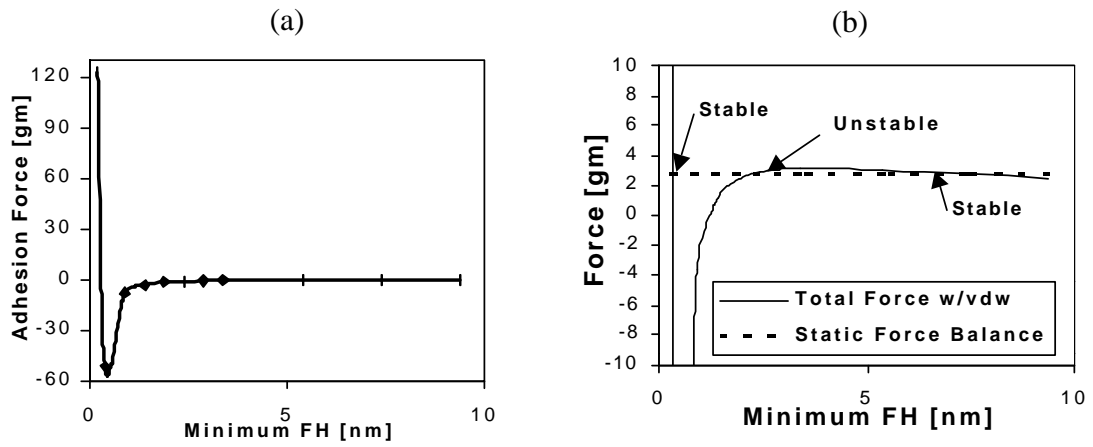 (a)
Adhesion Force [gm]
120
90
60
30
0
-30
-60
0
5
10
Minimum FH [nm]
(b)
Force [gm]
10
8
6
4
2
0
-2
-4
-6
-8
-10
Stable
Unstable
Stable
Total Force w/vdw
Static Force Balance
0
5
10
Minimum FH [nm]